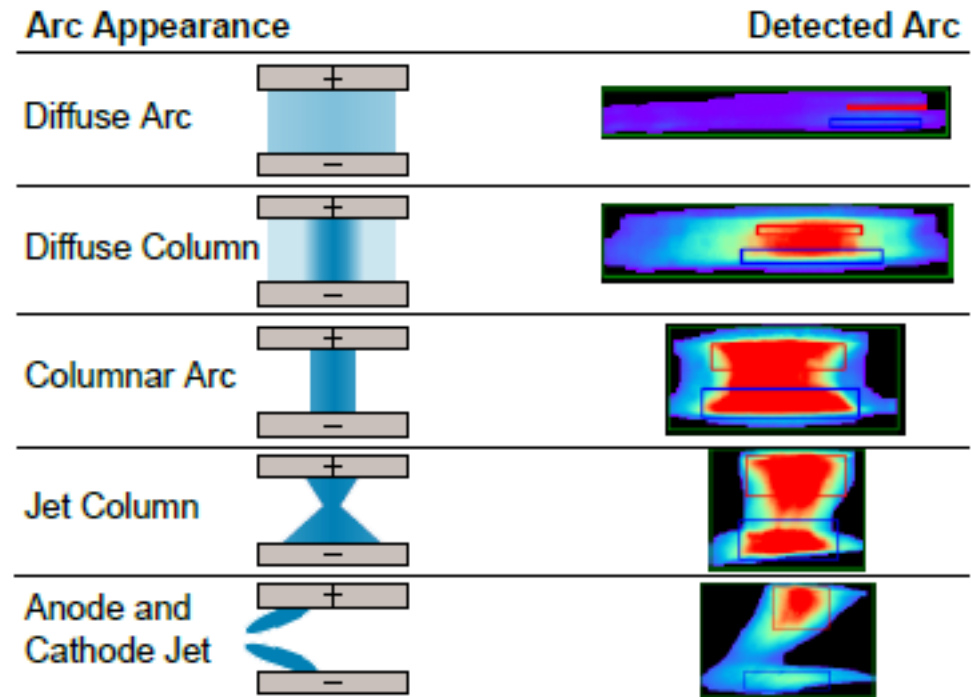 Arc Appearance Detected Arc
+
Diffuse Arc
−
+
Diffuse Column
−
+
Columnar Arc
−
+
Jet Column
−
+
Anode and
Cathode Jet
−